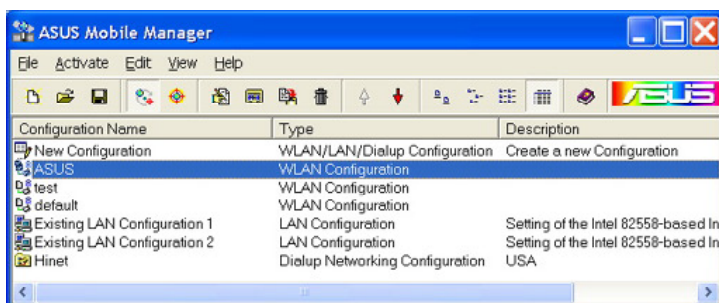 ASUS Mobile Manager
File Activate Edit View Help
ASUS
Configuration Name Type Description
New Configuration WLAN/LAN/Dialup Configuration Create a new Configuration
ASUS WLAN Configuration
test WLAN Configuration
default WLAN Configuration
Existing LAN Configuration 1 LAN Configuration Setting of the Intel 82558-based In
Existing LAN Configuration 2 LAN Configuration Setting of the Intel 82558-based In
Hinet Dialup Networking Configuration USA